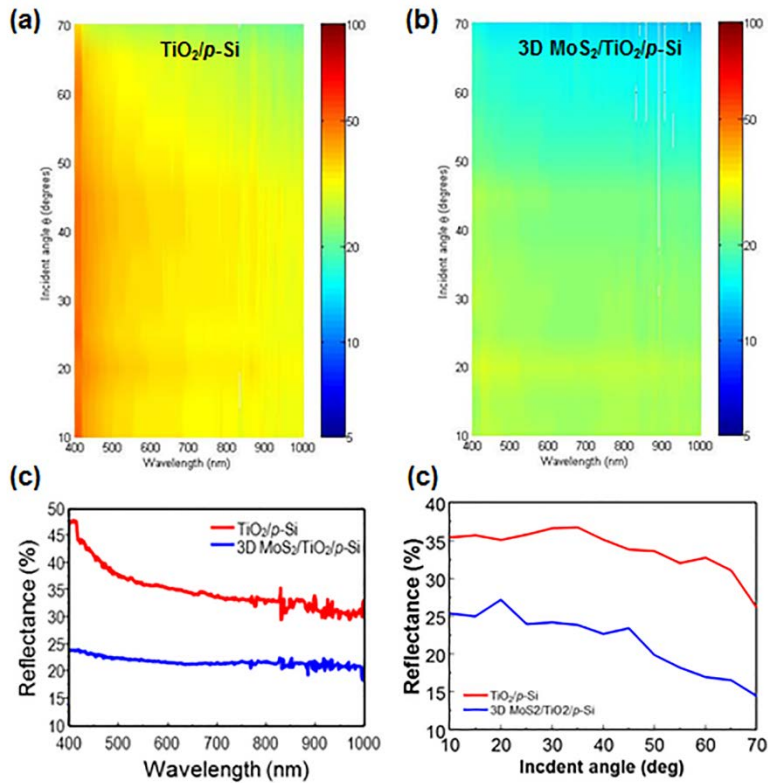 (a)
TiO2/p-Si
Incident angle θ (degrees)
70
60
50
40
30
20
10
400 500 600 700 800 900 1000
Wavelength (nm)
100
50
20
10
5
(b)
3D MoS2/TiO2/p-Si
Incident angle θ (degrees)
70
60
50
40
30
20
10
400 500 600 700 800 900 1000
Wavelength (nm)
100
50
20
10
5
(c)
Reflectance (%)
50
45
40
35
30
25
20
15
10
TiO2/p-Si
3D MoS2/TiO2/p-Si
400 500 600 700 800 900 1000
Wavelength (nm)
(c)
Reflectance (%)
40
35
30
25
20
15
10
TiO2/p-Si
3D MoS2/TiO2/p-Si
10 20 30 40 50 60 70
Incdent angle (deg)